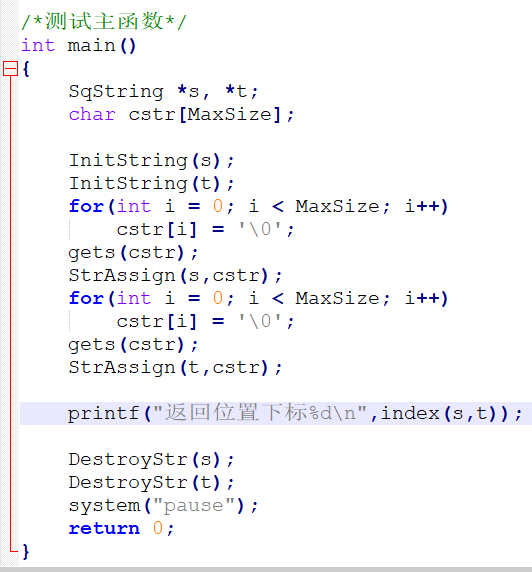 /*测试主函数*/
int main()
{
SqString *s, *t;
char cstr[MaxSize];
InitString(s);
InitString(t);
for(int i = 0; i < MaxSize; i++)
cstr[i] = '\0';
gets(cstr);
StrAssign(s,cstr);
for(int i = 0; i < MaxSize; i++)
cstr[i] = '\0';
gets(cstr);
StrAssign(t,cstr);
printf("返回位置下标%d\n",index(s,t));
DestroyStr(s);
DestroyStr(t);
system("pause");
return 0;
}